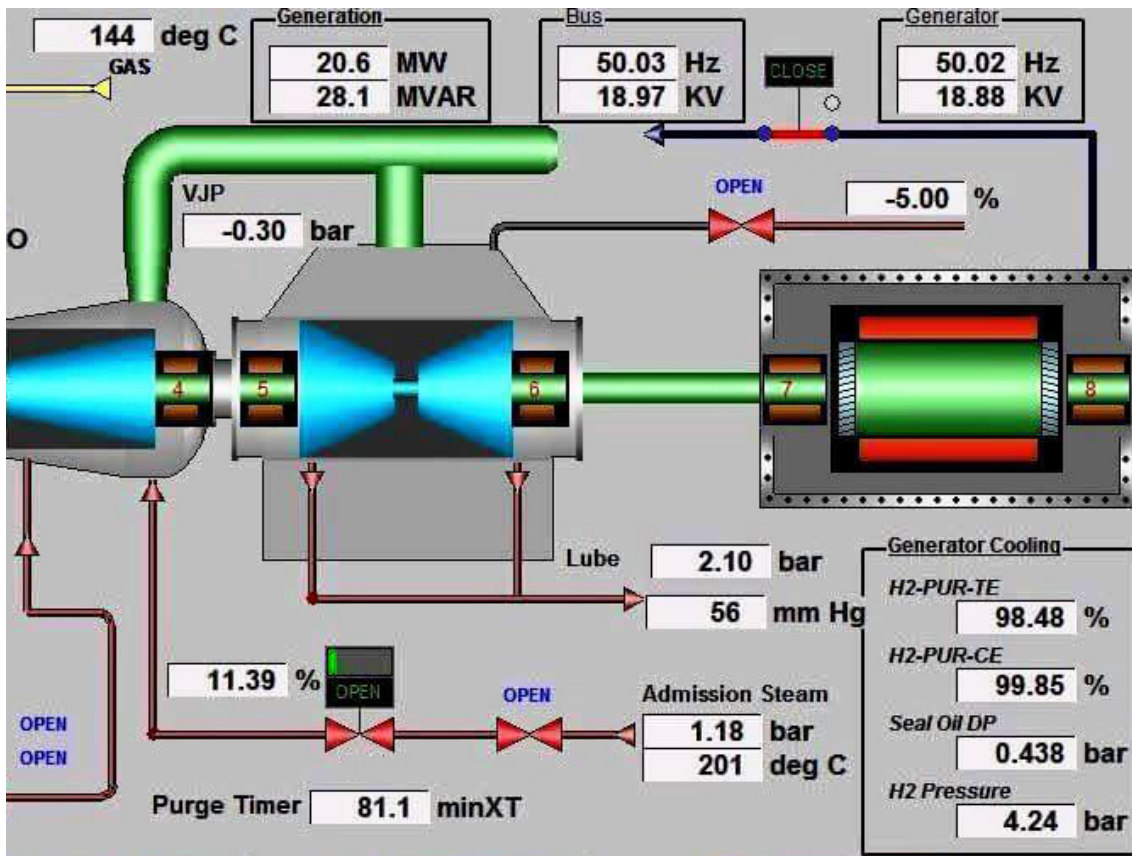 144 deg C
GAS
Generation
20.6 MW
28.1 MVAR
Bus
50.03 Hz
18.97 KV
CLOSE
Generator
50.02 Hz
18.88 KV
VJP
-0.30 bar
O
OPEN
-5.00 %
4
5
6
7
8
Lube
2.10 bar
56 mm Hg
11.39 %
OPEN
OPEN
Admission Steam
1.18 bar
201 deg C
OPEN
OPEN
Purge Timer 81.1 minXT
Generator Cooling
H2-PUR-TE
98.48 %
H2-PUR-CE
99.85 %
Seal Oil DP
0.438 bar
H2 Pressure
4.24 bar